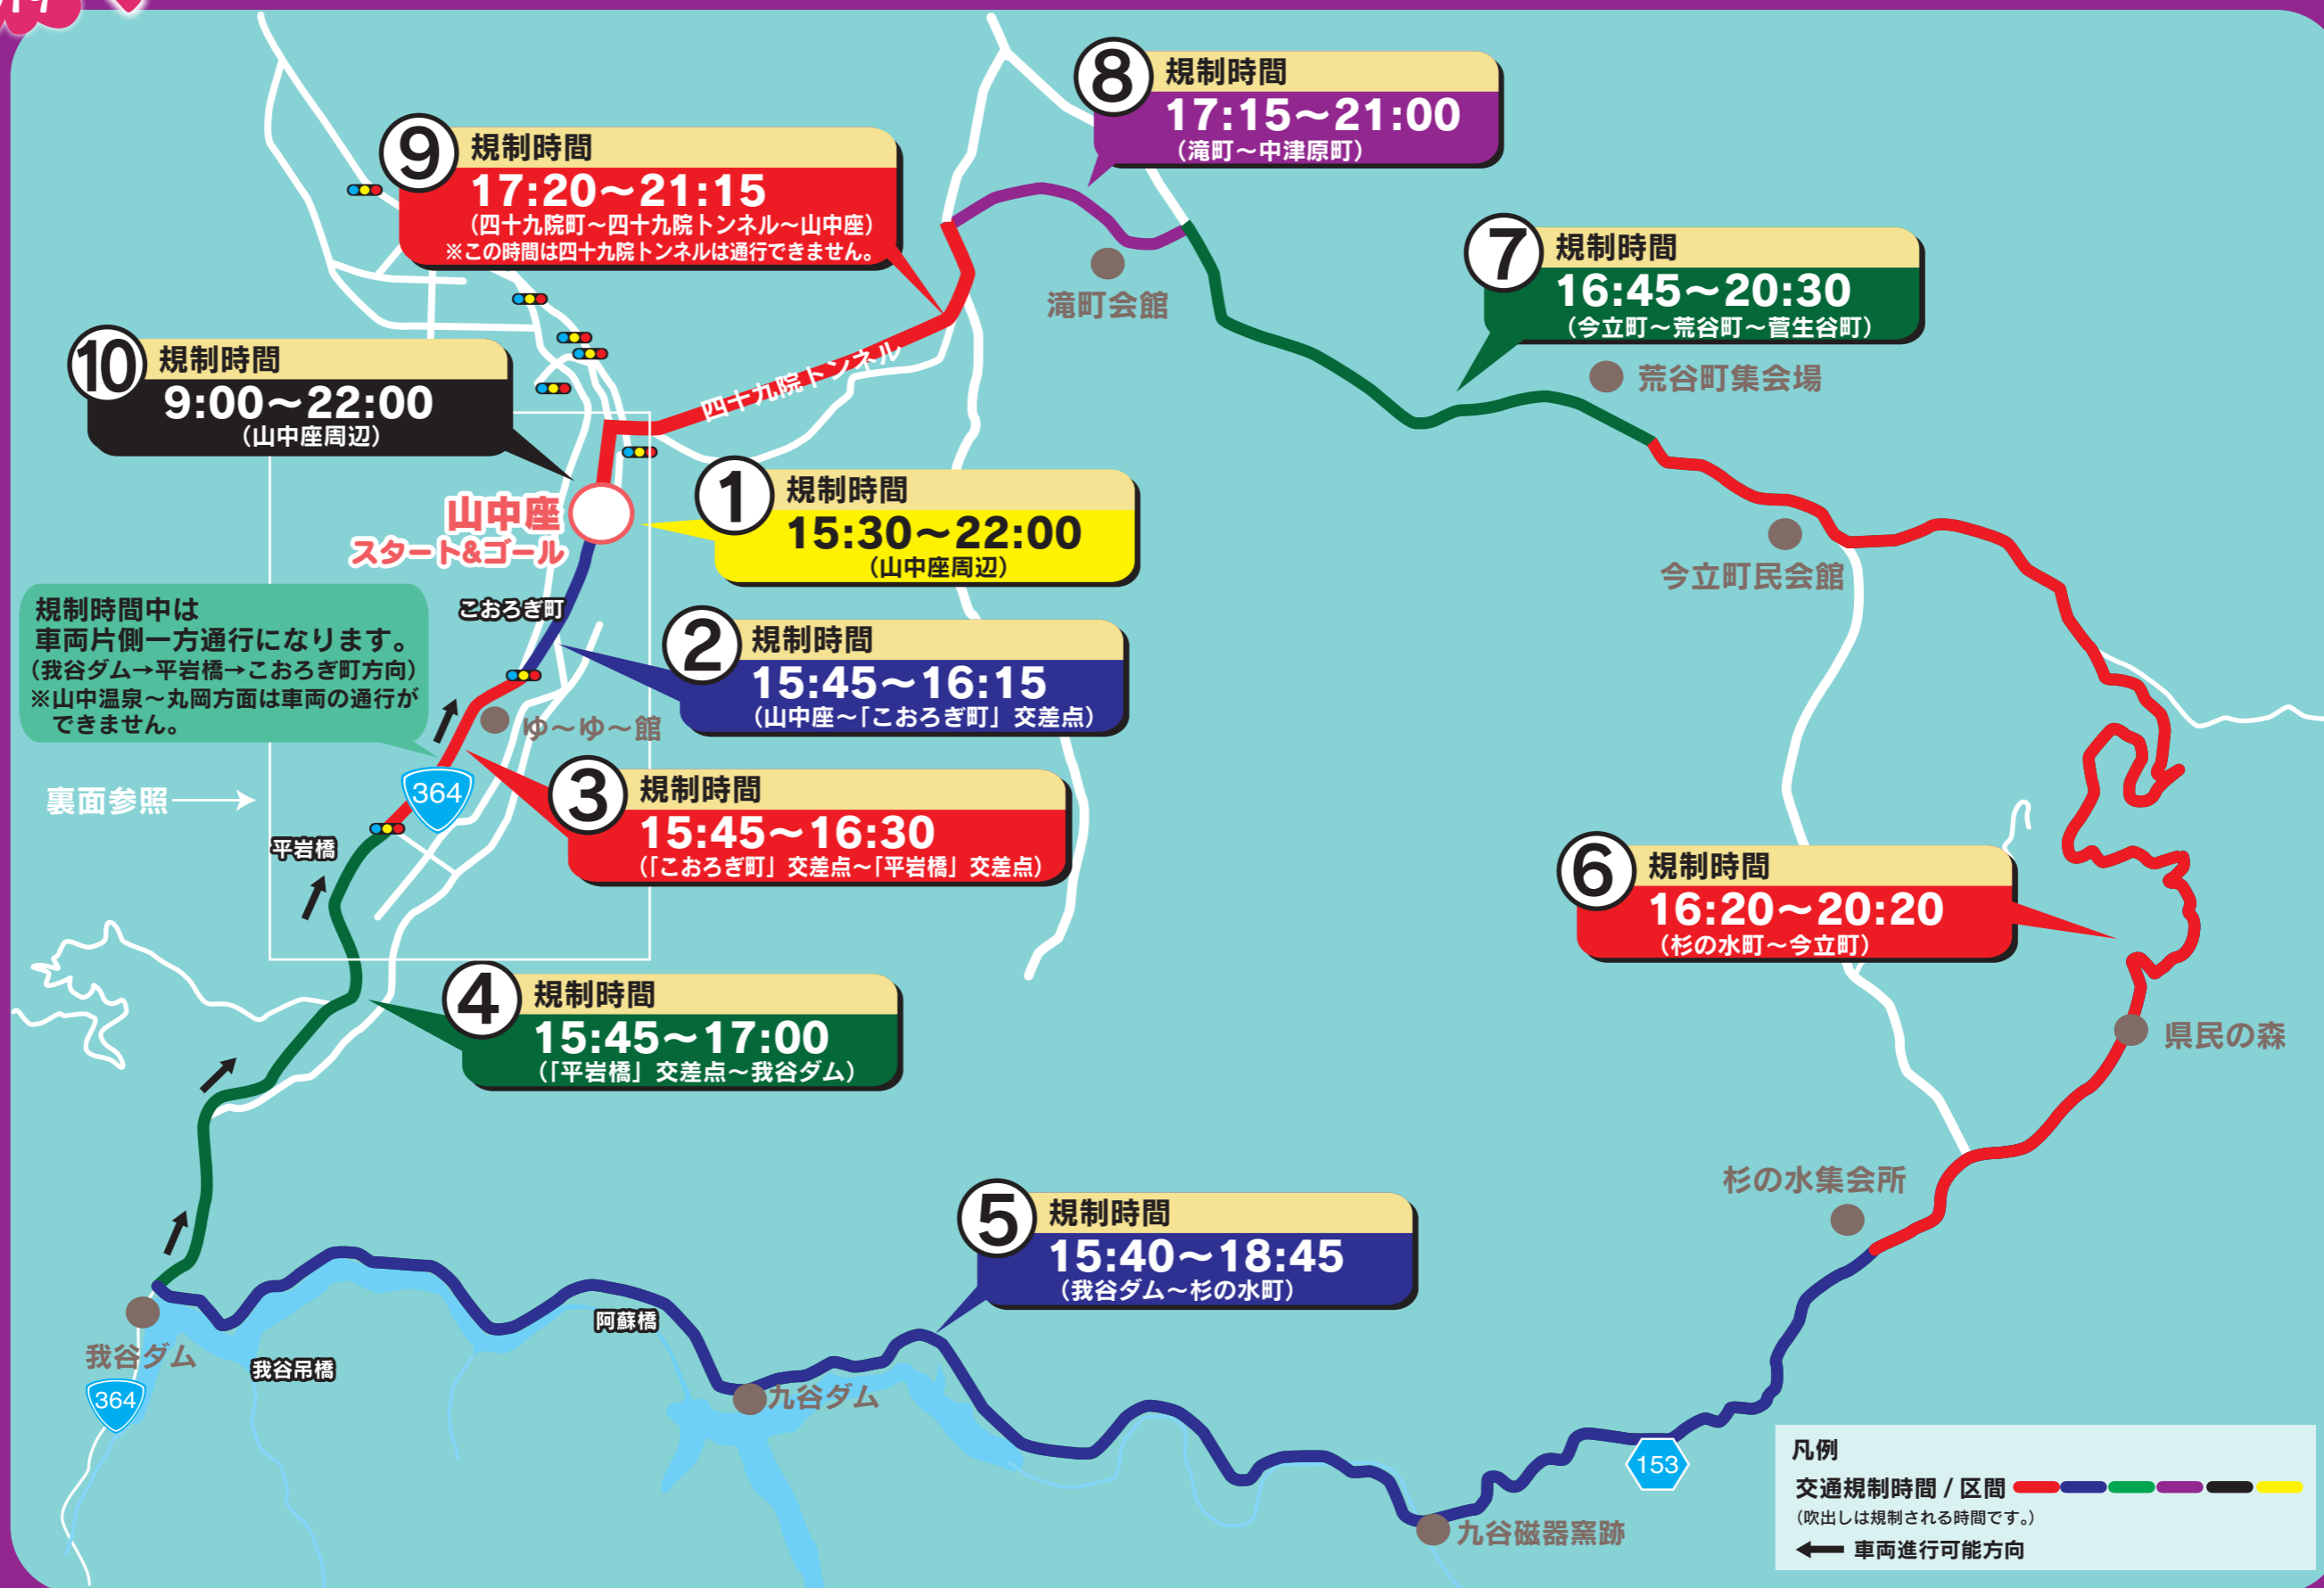 ⑧
規制時間
17:15〜21:00
（滝町〜中津原町）
⑨
規制時間
17:20〜21:15
（四十九院町〜四十九院トンネル〜山中座）
※この時間は四十九院トンネルは通行できません。
⑦
規制時間
16:45〜20:30
（今立町〜荒谷町〜菅生谷町）
滝町会館
荒谷町集会場
⑩
規制時間
9:00〜22:00
（山中座周辺）
四十九院トンネル
①
規制時間
15:30〜22:00
（山中座周辺）
山中座
スタート&ゴール
今立町民会館
規制時間中は
車両片側一方通行になります。
（我谷ダム→平岩橋→こおろぎ町方向）
※山中温泉〜丸岡方面は車両の通行が
できません。
こおろぎ町
②
規制時間
15:45〜16:15
（山中座〜「こおろぎ町」交差点）
ゆ〜ゆ〜館
裏面参照
364
③
規制時間
15:45〜16:30
（「こおろぎ町」交差点〜「平岩橋」交差点）
平岩橋
⑥
規制時間
16:20〜20:20
（杉の水町〜今立町）
④
規制時間
15:45〜17:00
（「平岩橋」交差点〜我谷ダム）
県民の森
杉の水集会所
⑤
規制時間
15:40〜18:45
（我谷ダム〜杉の水町）
阿蘇橋
我谷ダム
我谷吊橋
364
九谷ダム
153
九谷磁器窯跡
凡例
交通規制時間 / 区間
（吹出しは規制される時間です。）
車両進行可能方向